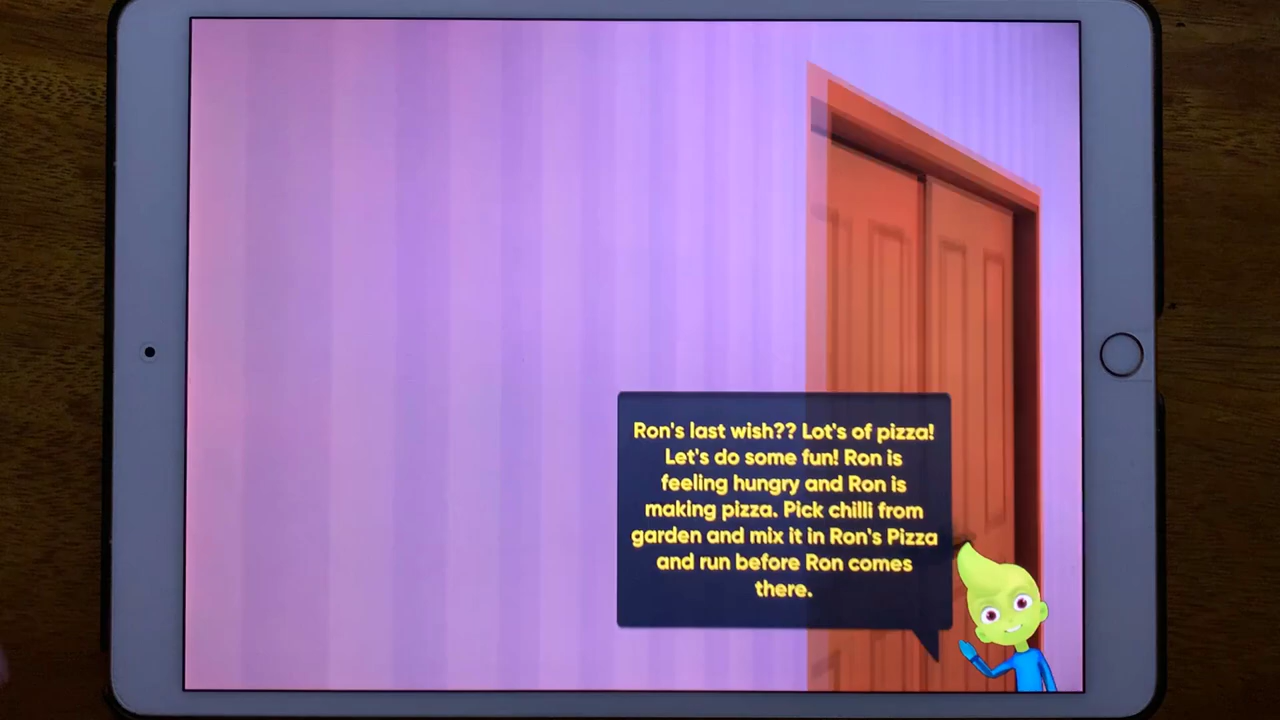 Ron's last wish?? Lot's of pizza!
Let's do some fun! Ron is
feeling hungry and Ron is
making pizza. Pick chilli from
garden and mix it in Ron's Pizza
and run before Ron comes
there.